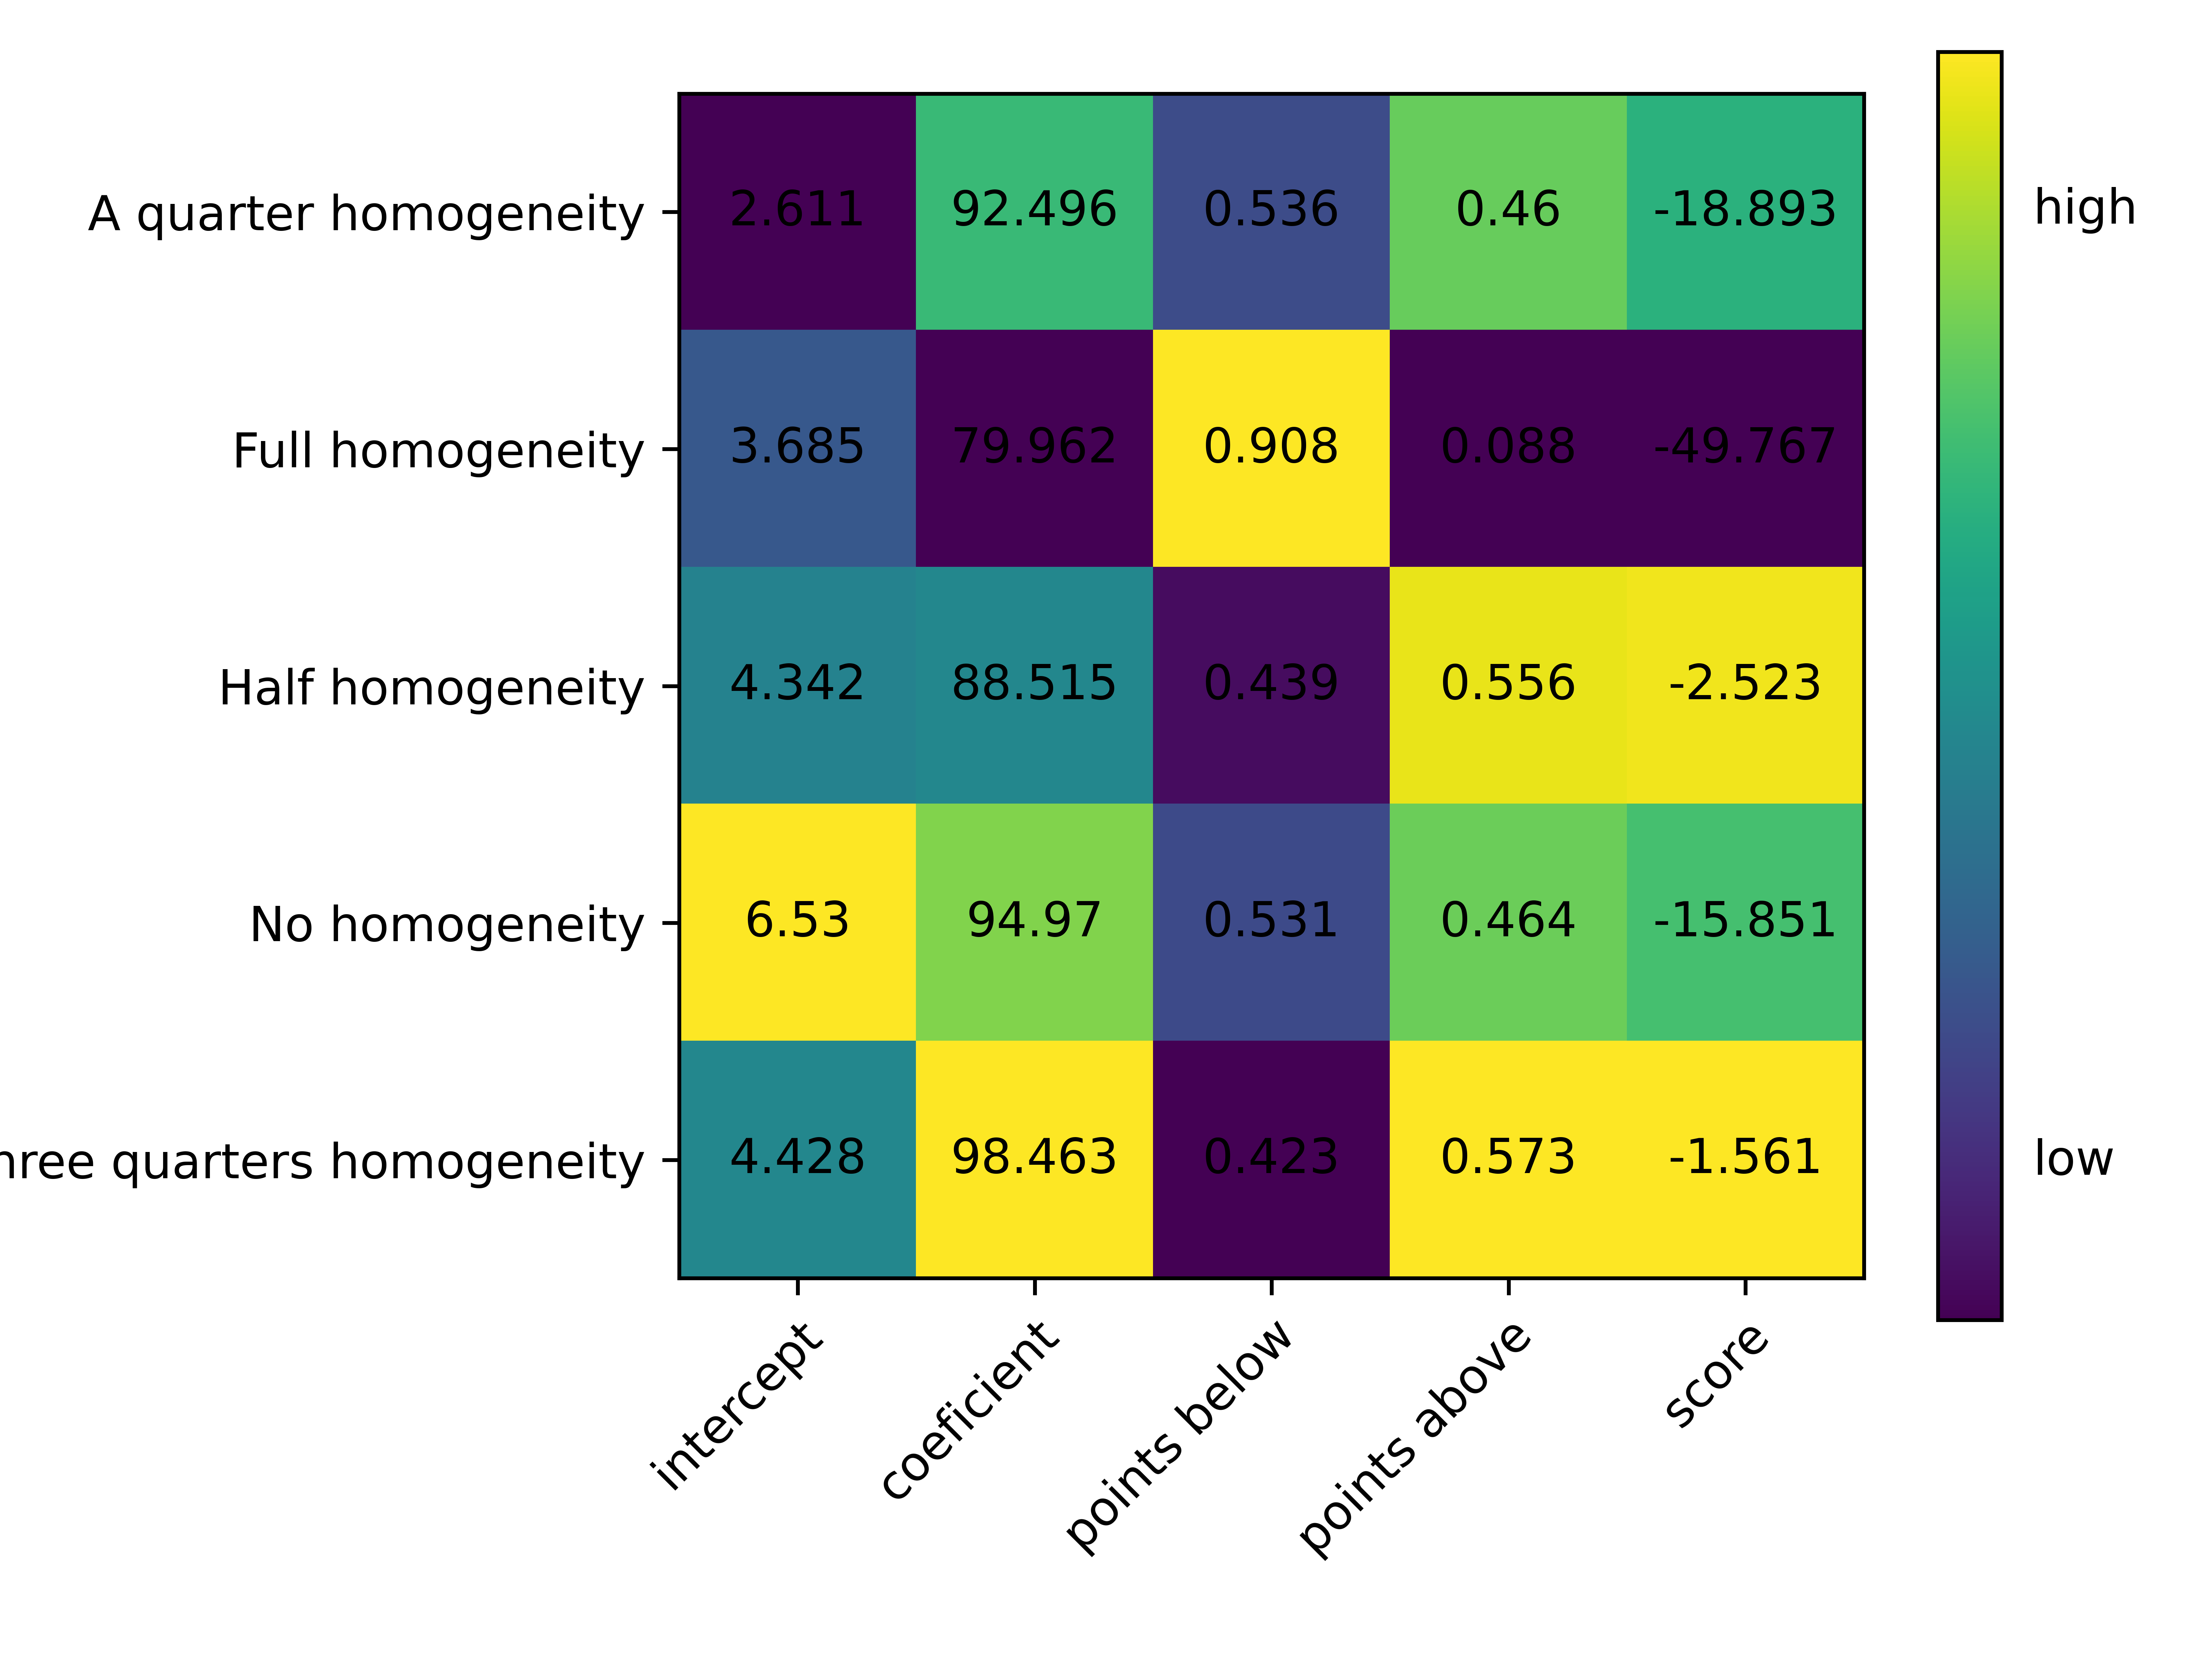 A quarter homogeneity 2.611 92.496 0.536 0.46 -18.893 high
Full homogeneity 3.685 79.962 0.908 0.088 -49.767
Half homogeneity 4.342 88.515 0.439 0.556 -2.523
No homogeneity 6.53 94.97 0.531 0.464 -15.851
hree quarters homogeneity 4.428 98.463 0.423 0.573 -1.561 low
intercept coeficient points below points above score